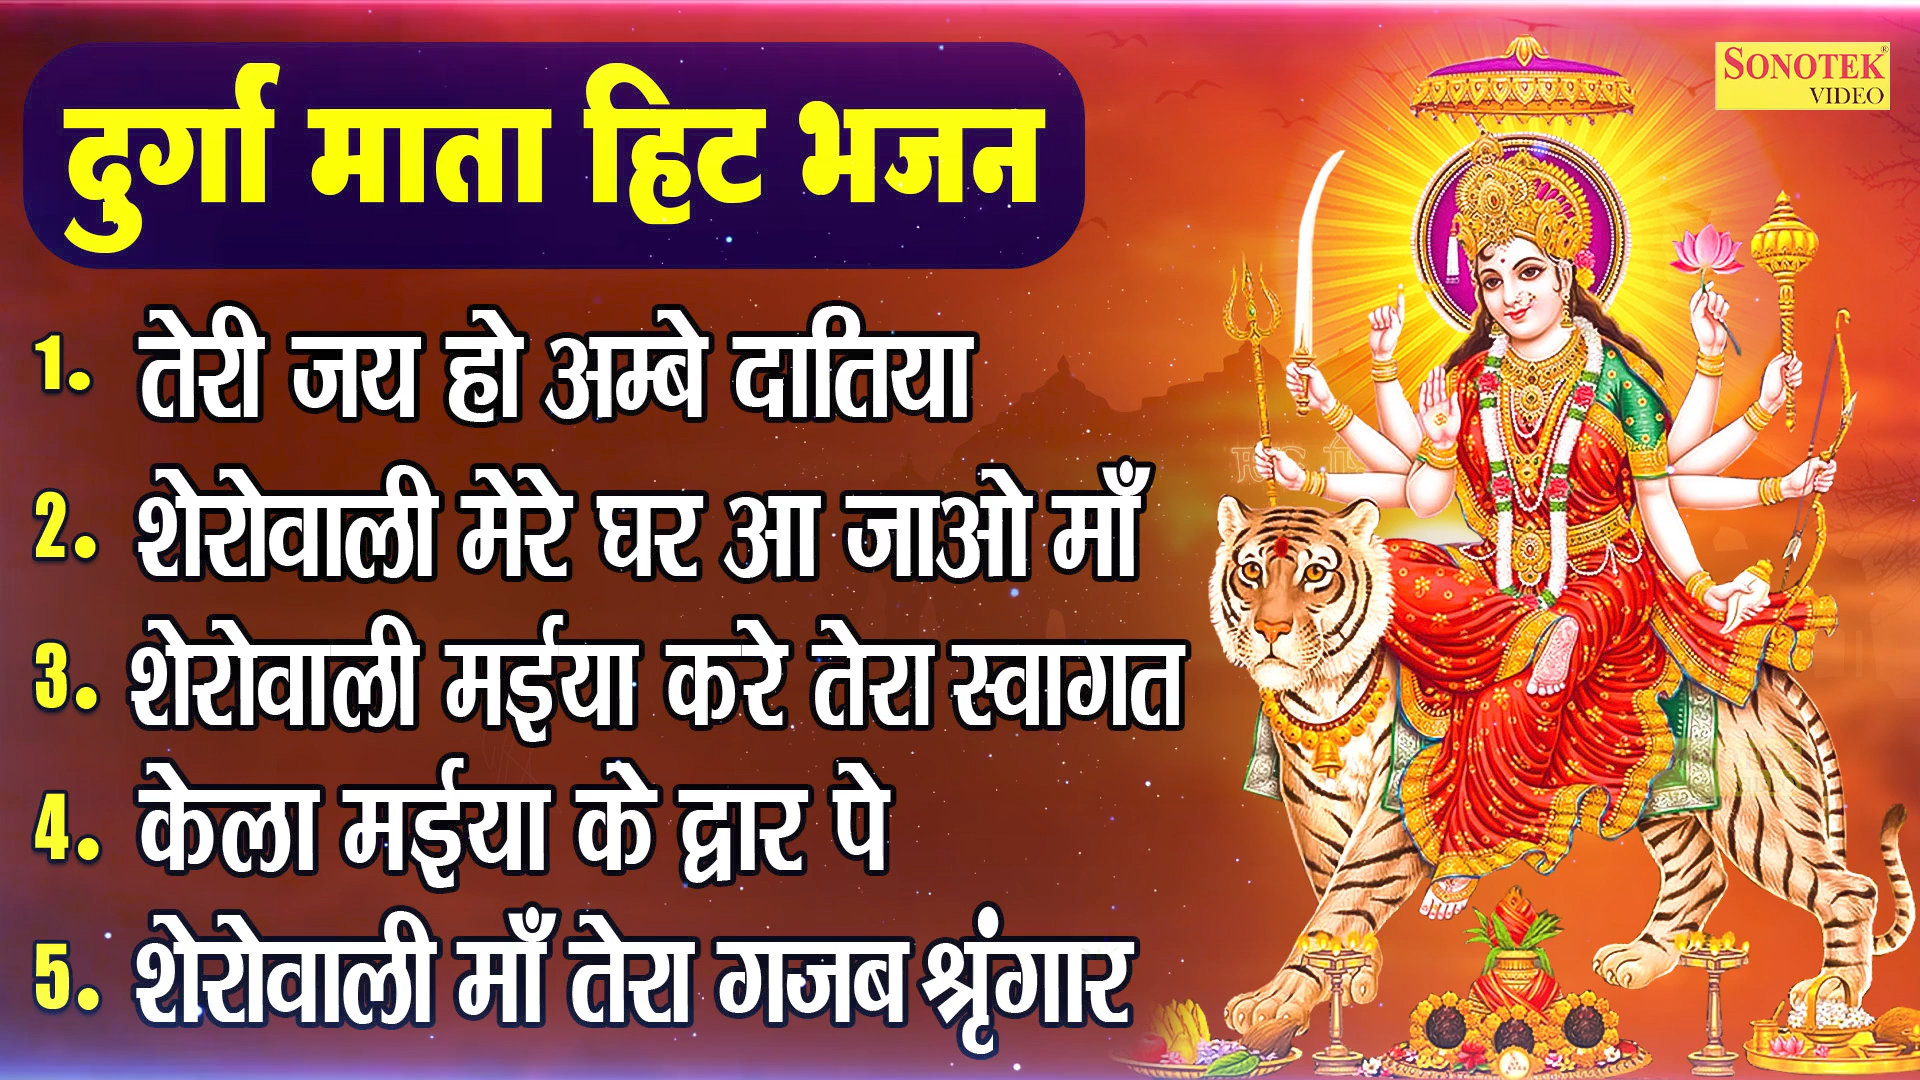 दुर्गा माता हिट भजन
SONOTEK®
VIDEO
1. तेरी जय हो अम्बे दातिया
2. शेरोवाली मेरे घर आ जाओ माँ
3. शेरोवाली मईया करे तेरा स्वागत
4. केला मईया के द्वार पे
5. शेरोवाली माँ तेरा गजब श्रृंगार